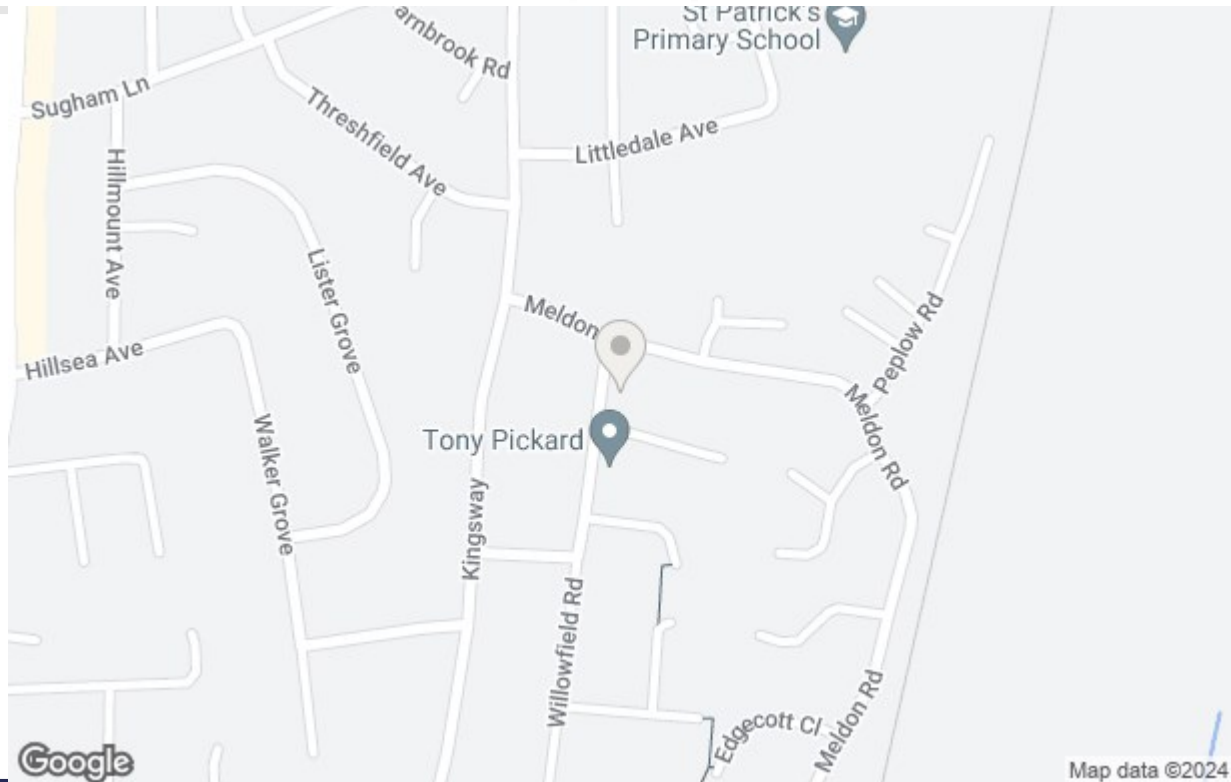 St Patrick's
Primary School
arnbrook Rd
Sugham Ln
Threshfield Ave
Littledale Ave
Hillmount Ave
Lister Grove
Meldon
Peplow Rd
Hillsea Ave
Meldon Rd
Tony Pickard
Walker Grove
Kingsway
Willowfield Rd
Meldon Rd
Edgecott Cl
Google
Map data ©2024